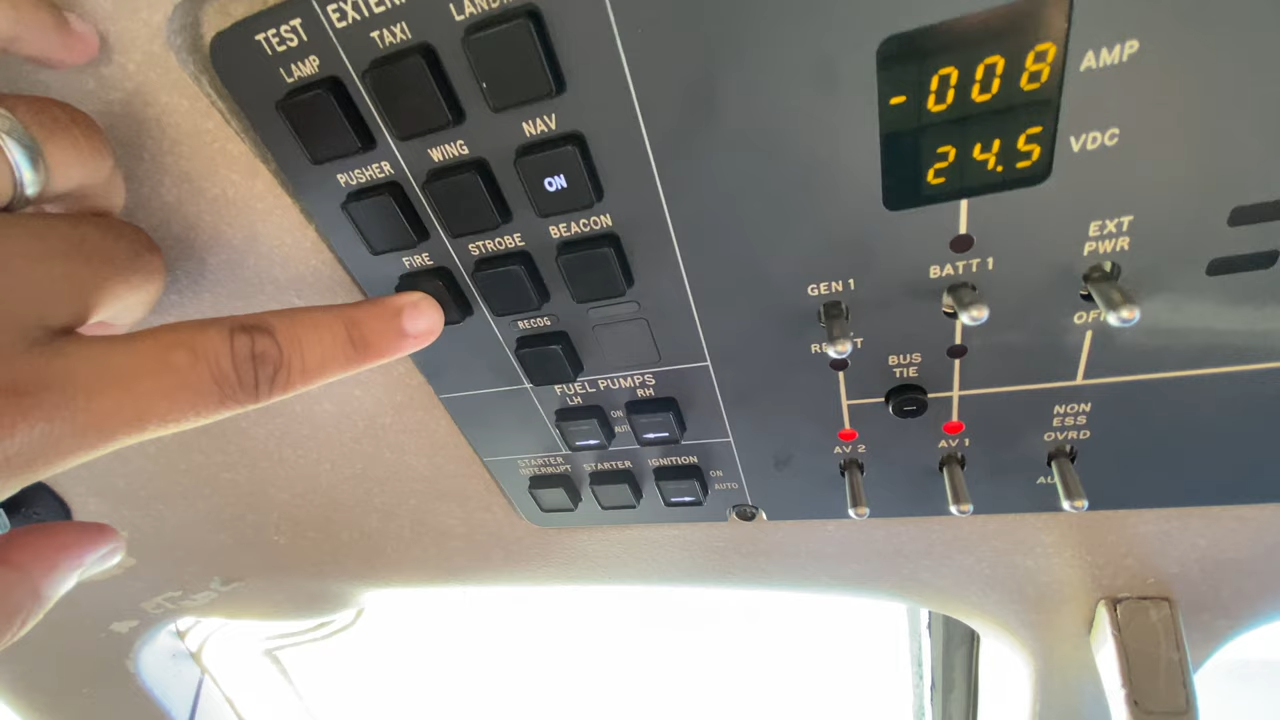 TEST
LAMP
PUSHER
FIRE
TAXI
WING
NAV
ON
STROBE
BEACON
RECOG
FUEL PUMPS
LH
RH
ON
STARTER
INTERRUPT
STARTER
IGNITION
ON
AUTO
-008
AMP
24.5
VDC
GEN 1
BATT 1
EXT
PWR
BUS
TIE
AV 2
AV 1
NON
ESS
OVRD